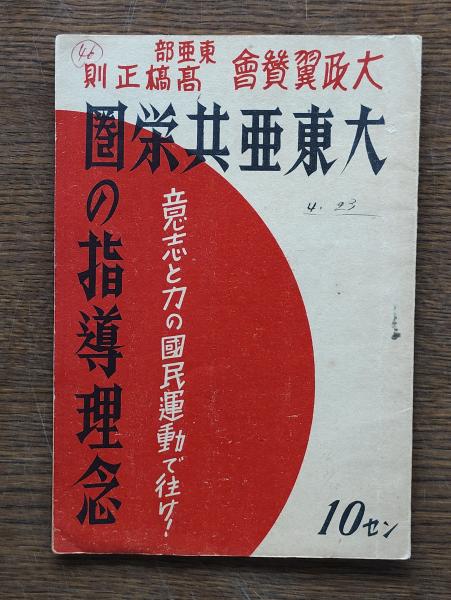 大政翼賛會 東亜部 高橋正則
大東亜共栄圏
の指導理念
意志と力の國民運動で往け!
10セン
46
4.23